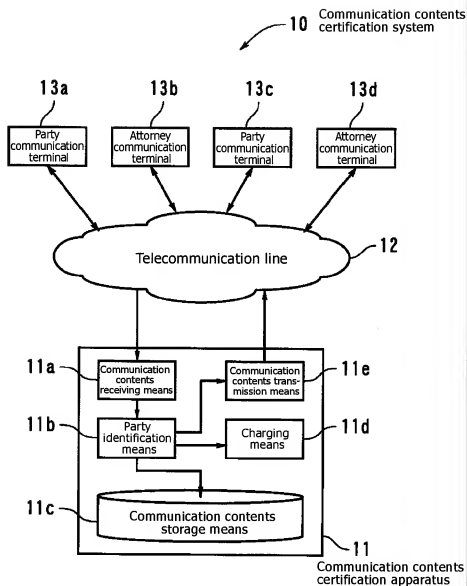 10 Communication contents
certification system
13a 13b 13c 13d
Party
communication
terminal
Attorney
communication
terminal
Party
communication
terminal
Attorney
communication
terminal
12
Telecommunication line
11a
Communication
contents
receiving means
Communication
contents trans-
mission means
11e
11b
Party
identification
means
Charging
means
11d
11c
Communication contents
storage means
11
Communication contents
certification apparatus